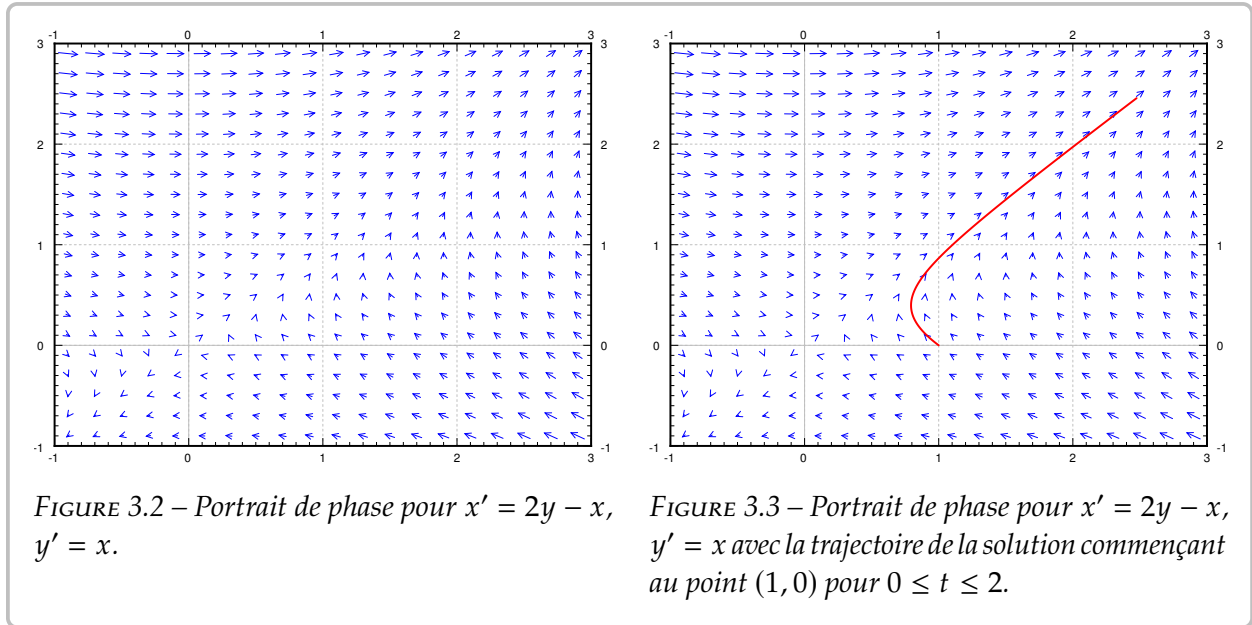 -1 0 1 2 3
3 3
2 2
1 1
0 0
-1 -1
-1 0 1 2 3
FIGURE 3.2 – Portrait de phase pour x′ = 2y − x,
y′ = x.
-1 0 1 2 3
3 3
2 2
1 1
0 0
-1 -1
-1 0 1 2 3
FIGURE 3.3 – Portrait de phase pour x′ = 2y − x,
y′ = x avec la trajectoire de la solution commençant
au point (1, 0) pour 0 ≤ t ≤ 2.